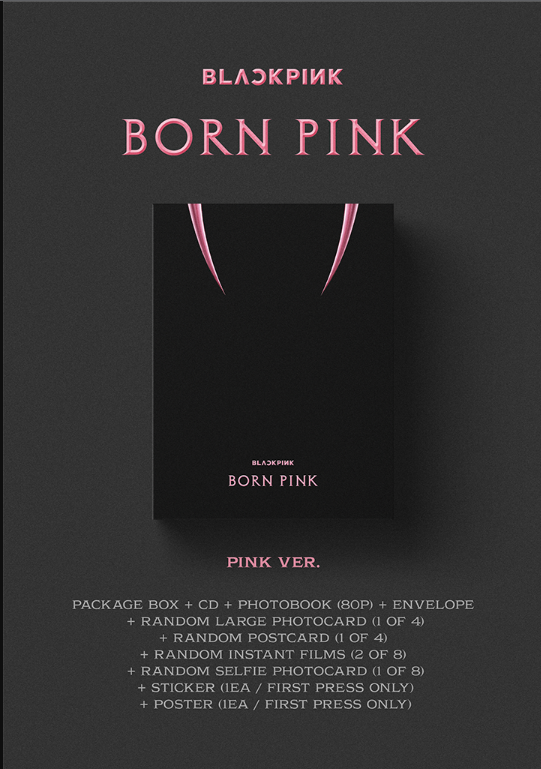 BLACKPINK
BORN PINK
BLACKPINK
BORN PINK
PINK VER.
PACKAGE BOX + CD + PHOTOBOOK (80P) + ENVELOPE
+ RANDOM LARGE PHOTOCARD (1 OF 4)
+ RANDOM POSTCARD (1 OF 4)
+ RANDOM INSTANT FILMS (2 OF 8)
+ RANDOM SELFIE PHOTOCARD (1 OF 8)
+ STICKER (1EA / FIRST PRESS ONLY)
+ POSTER (1EA / FIRST PRESS ONLY)